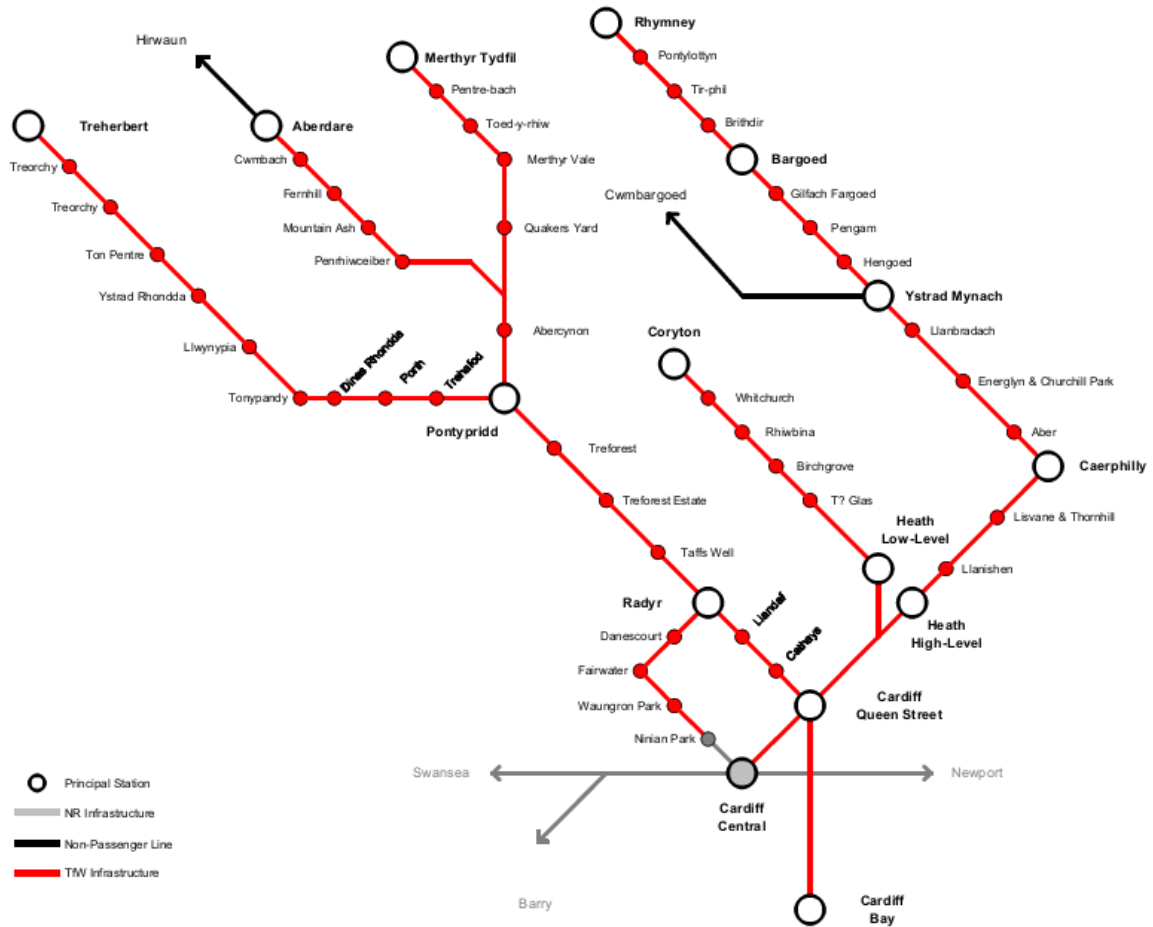 Rhymney
Pontylottyn
Tir-phil
Brithdir
Bargoed
Gilfach Fargoed
Pengam
Hengoed
Ystrad Mynach
Llanbradach
Energlyn & Churchill Park
Aber
Caerphilly
Lisvane & Thornhill
Llanishen
Heath
High-Level
Cwmbargoed
Hirwaun
Merthyr Tydfil
Pentre-bach
Toed-y-rhiw
Merthyr Vale
Quakers Yard
Abercynon
Treherbert
Treorchy
Treorchy
Ton Pentre
Ystrad Rhondda
Llwynypia
Tonypandy
Dinas Rhondda
Porth
Trehafod
Pontypridd
Aberdare
Cwmbach
Fernhill
Mountain Ash
Penrhiwceiber
Coryton
Whitchurch
Rhiwbina
Birchgrove
T? Glas
Heath
Low-Level
Treforest
Treforest Estate
Taffs Well
Radyr
Llandaf
Cathays
Danescourt
Fairwater
Waungron Park
Ninian Park
Cardiff
Queen Street
Swansea
Newport
Cardiff
Central
Barry
Cardiff
Bay
Principal Station
NR Infrastructure
Non-Passenger Line
TfW Infrastructure